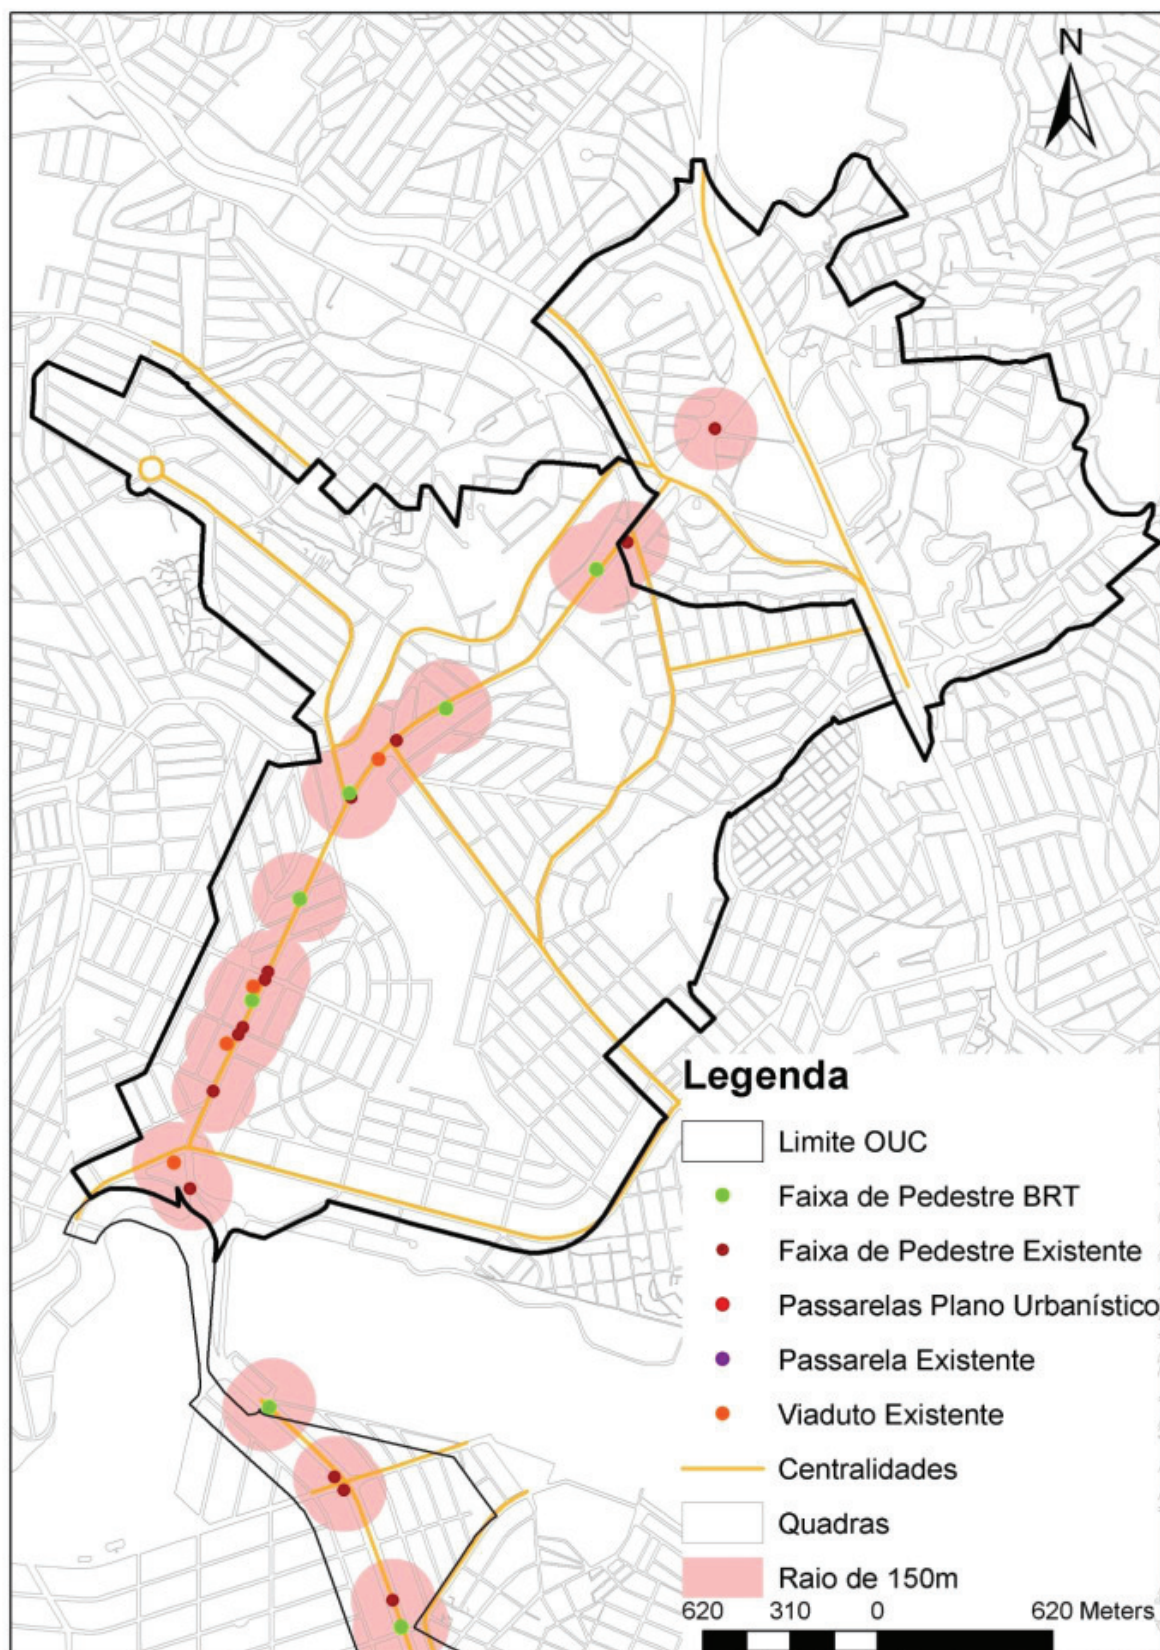 N
Legenda
Limite OUC
Faixa de Pedestre BRT
Faixa de Pedestre Existente
Passarelas Plano Urbanístico
Passarela Existente
Viaduto Existente
Centralidades
Quadras
Raio de 150m
620 310 0 620 Meters